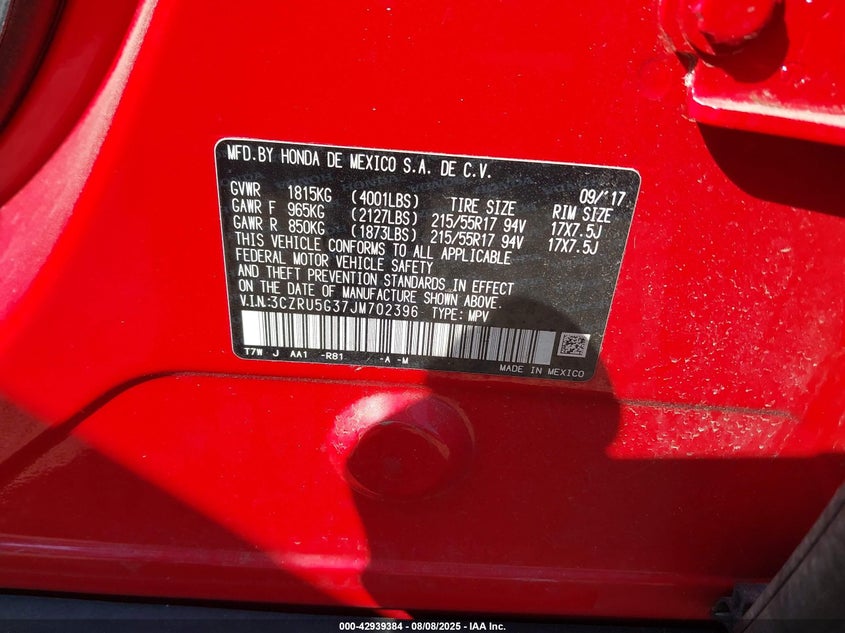 MFD. BY HONDA DE MEXICO S.A. DE C.V.
09/'17
GVWR 1815KG (4001LBS) TIRE SIZE RIM SIZE
GAWR F 965KG (2127LBS) 215/55R17 94V 17X7.5J
GAWR R 850KG (1873LBS) 215/55R17 94V 17X7.5J
THIS VEHICLE CONFORMS TO ALL APPLICABLE
FEDERAL MOTOR VEHICLE SAFETY
AND THEFT PREVENTION STANDARDS IN EFFECT
ON THE DATE OF MANUFACTURE SHOWN ABOVE.
V.I.N.:3CZRU5G37JM702396 TYPE: MPV
T7W J AA1 -R81 -A -M
MADE IN MEXICO
000-42939384 - 08/08/2025 - IAA Inc.